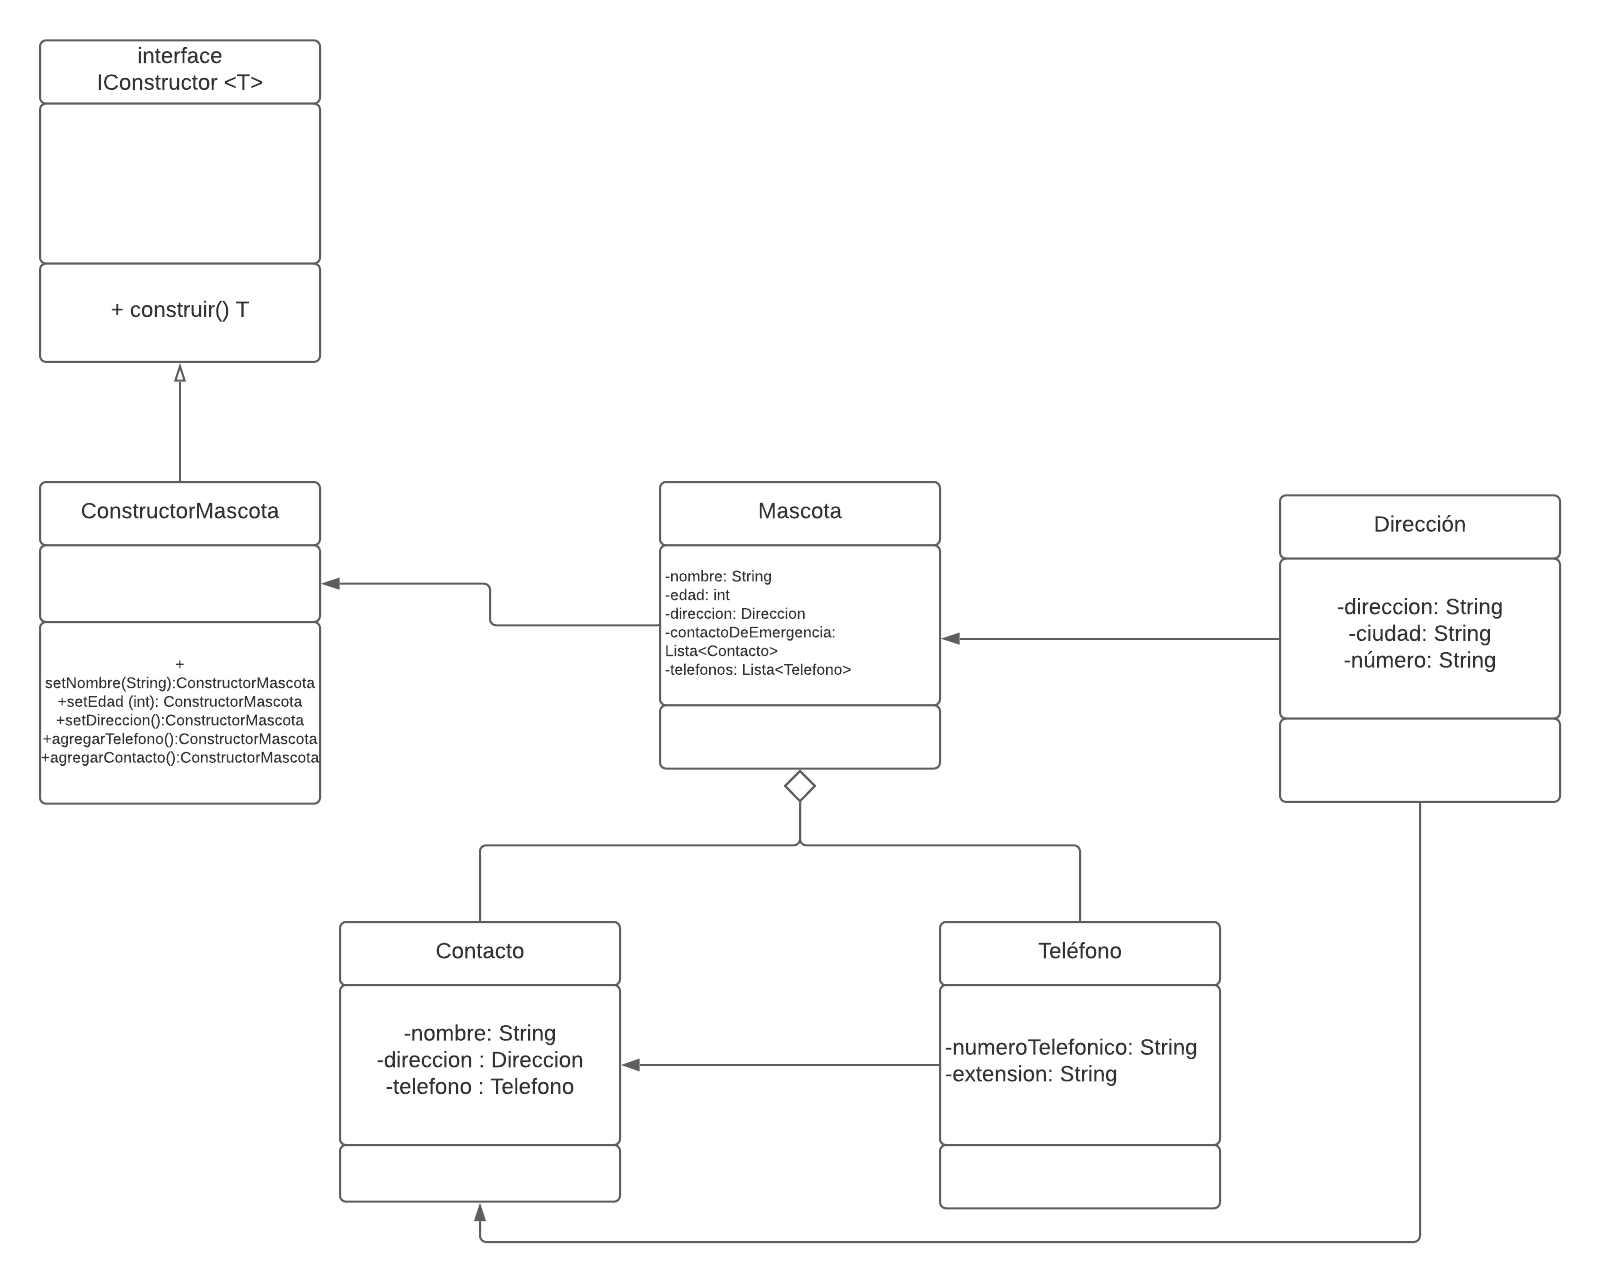 interface
IConstructor <T>
+ construir() T
ConstructorMascota
+
setNombre(String):ConstructorMascota
+setEdad (int): ConstructorMascota
+setDireccion():ConstructorMascota
+agregarTelefono():ConstructorMascota
+agregarContacto():ConstructorMascota
Mascota
-nombre: String
-edad: int
-direccion: Direccion
-contactoDeEmergencia:
Lista<Contacto>
-telefonos: Lista<Telefono>
Dirección
-direccion: String
-ciudad: String
-número: String
Contacto
-nombre: String
-direccion : Direccion
-telefono : Telefono
Teléfono
-numeroTelefonico: String
-extension: String